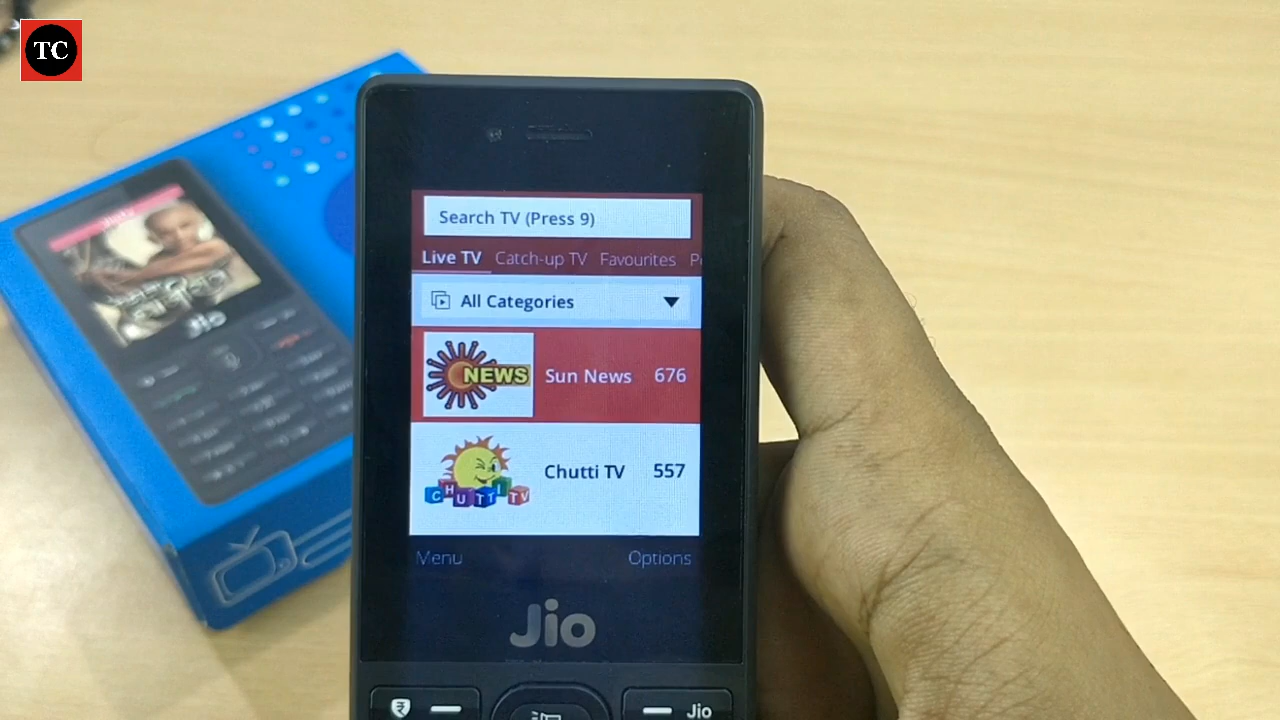 TC
Search TV (Press 9)
Live TV Catch-up TV Favourites
All Categories
NEWS Sun News 676
CHUTTI TV Chutti TV 557
Menu Options
Jio
Jio
Jio